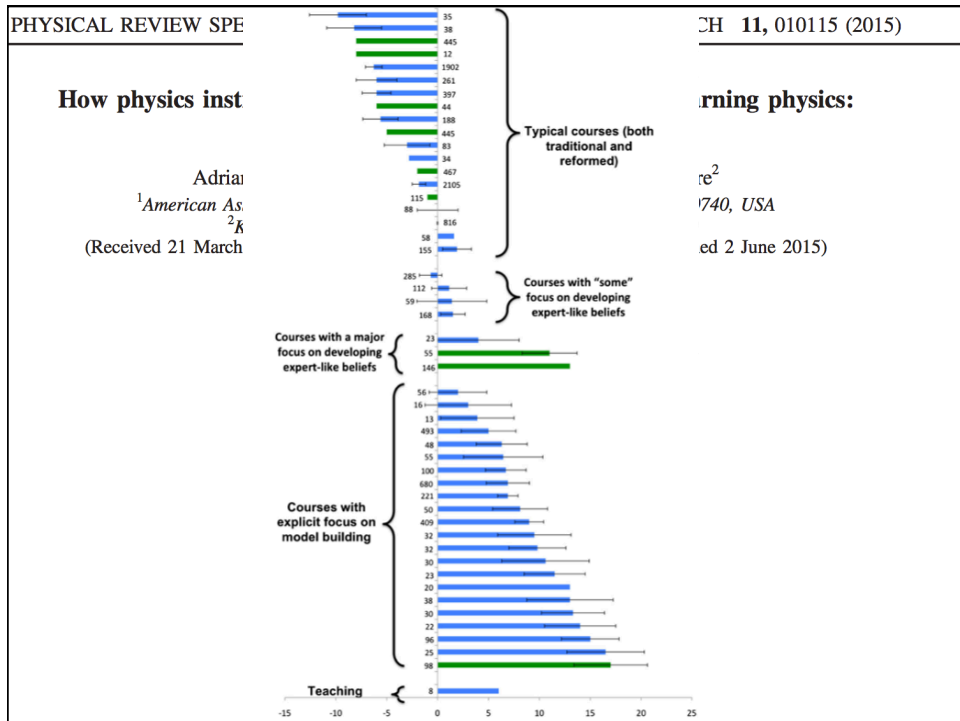 PHYSICAL REVIEW SPE
CH 11, 010115 (2015)
How physics inst
rning physics:
Adrian
re2
1American Ass
9740, USA
2K
(Received 21 March
ed 2 June 2015)
35
38
445
12
1902
261
397
44
188
445
83
34
467
2105
115
88
816
58
155
Typical courses (both
traditional and
reformed)
285
112
59
168
Courses with "some"
focus on developing
expert-like beliefs
Courses with a major
focus on developing
expert-like beliefs
23
55
146
56
16
13
493
48
55
100
680
221
50
409
32
32
30
23
20
38
30
22
96
25
98
Courses with
explicit focus on
model building
Teaching
8
-15 -10 -5 0 5 10 15 20 25